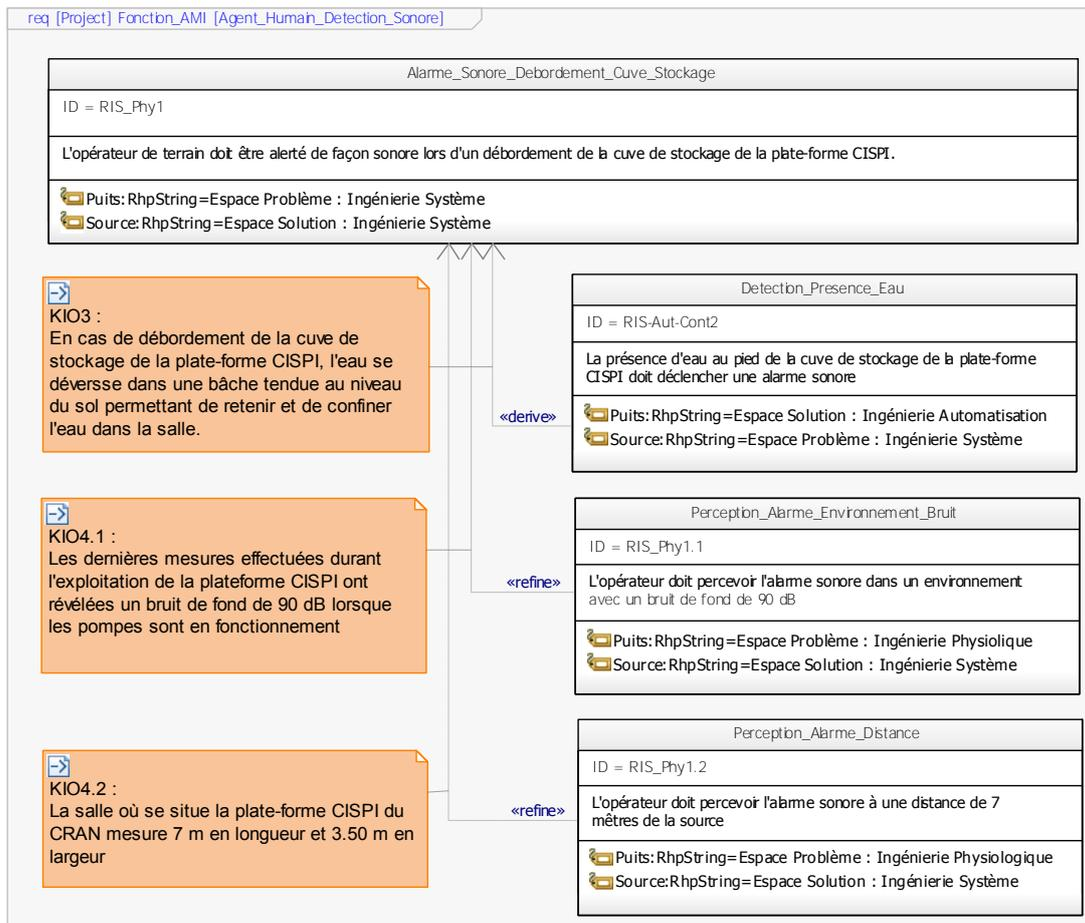 req [Project] Fonction_AMI [Agent_Humain_Detection_Sonore]
Alarme_Sonore_Debordement_Cuve_Stockage
ID = RIS_Phy1
L'opérateur de terrain doit être alerté de façon sonore lors d'un débordement de la cuve de stockage de la plate-forme CISPI.
Puits:RhpString=Espace Problème : Ingénierie Système
Source:RhpString=Espace Solution : Ingénierie Système
KIO3 :
En cas de débordement de la cuve de
stockage de la plate-forme CISPI, l'eau se
déversse dans une bâche tendue au niveau
du sol permettant de retenir et de confiner
l'eau dans la salle.
«derive»
Detection_Presence_Eau
ID = RIS-Aut-Cont2
La présence d'eau au pied de la cuve de stockage de la plate-forme
CISPI doit déclencher une alarme sonore
Puits:RhpString=Espace Solution : Ingénierie Automatisation
Source:RhpString=Espace Problème : Ingénierie Système
KIO4.1 :
Les dernières mesures effectuées durant
l'exploitation de la plateforme CISPI ont
révélées un bruit de fond de 90 dB lorsque
les pompes sont en fonctionnement
«refine»
Perception_Alarme_Environnement_Bruit
ID = RIS_Phy1.1
L'opérateur doit percevoir l'alarme sonore dans un environnement
avec un bruit de fond de 90 dB
Puits:RhpString=Espace Problème : Ingénierie Physiolique
Source:RhpString=Espace Solution : Ingénierie Système
KIO4.2 :
La salle où se situe la plate-forme CISPI du
CRAN mesure 7 m en longueur et 3.50 m en
largeur
«refine»
Perception_Alarme_Distance
ID = RIS_Phy1.2
L'opérateur doit percevoir l'alarme sonore à une distance de 7
mêtres de la source
Puits:RhpString=Espace Problème : Ingénierie Physiologique
Source:RhpString=Espace Solution : Ingénierie Système